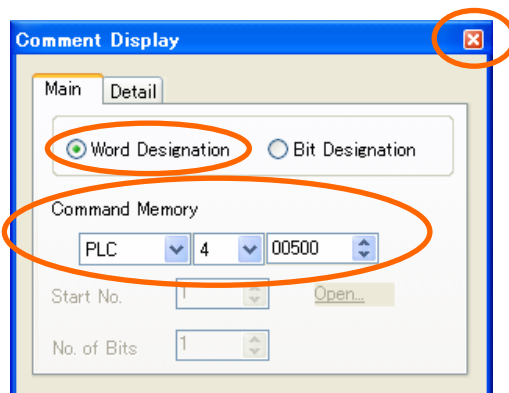 Comment Display
Main Detail
Word Designation Bit Designation
Command Memory
PLC 4 00500
Start No. 1 Open...
No. of Bits 1